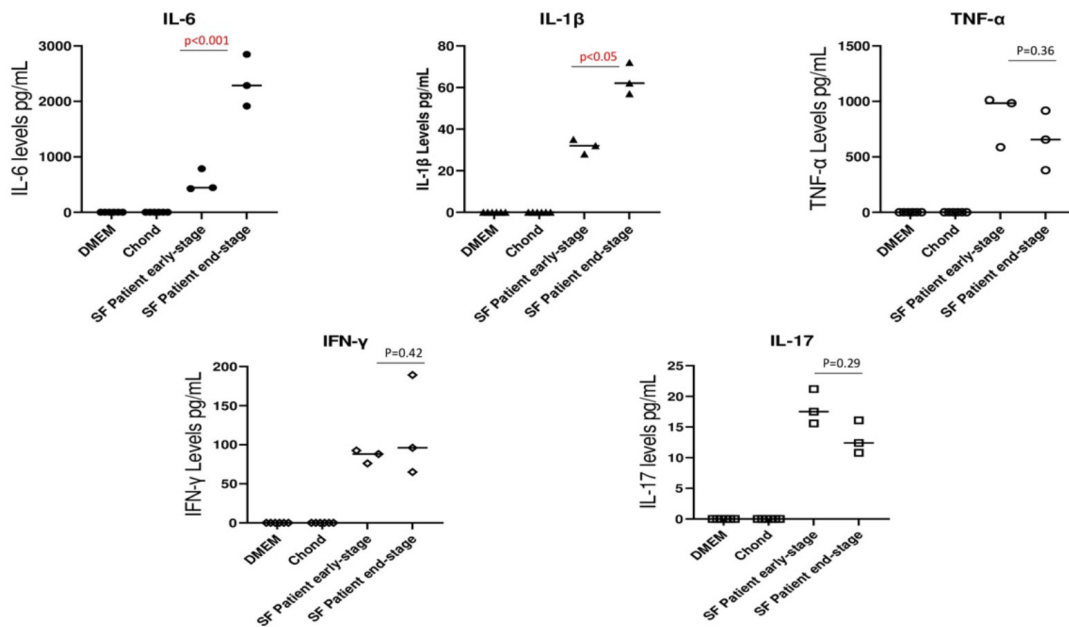 IL-6
p<0.001
IL-6 levels pg/mL
3000
2000
1000
0
DMEM
Chond
SF Patient early-stage
SF Patient end-stage
IL-1β
p<0.05
IL-1β Levels pg/mL
80
60
40
20
0
DMEM
Chond
SF Patient early-stage
SF Patient end-stage
TNF-α
P=0.36
TNF-α Levels pg/mL
1500
1000
500
0
DMEM
Chond
SF Patient early-stage
SF Patient end-stage
IFN-γ
P=0.42
IFN-γ Levels pg/mL
200
150
100
50
0
DMEM
Chond
SF Patient early-stage
SF Patient end-stage
IL-17
P=0.29
IL-17 levels pg/mL
25
20
15
10
5
0
DMEM
Chond
SF Patient early-stage
SF Patient end-stage